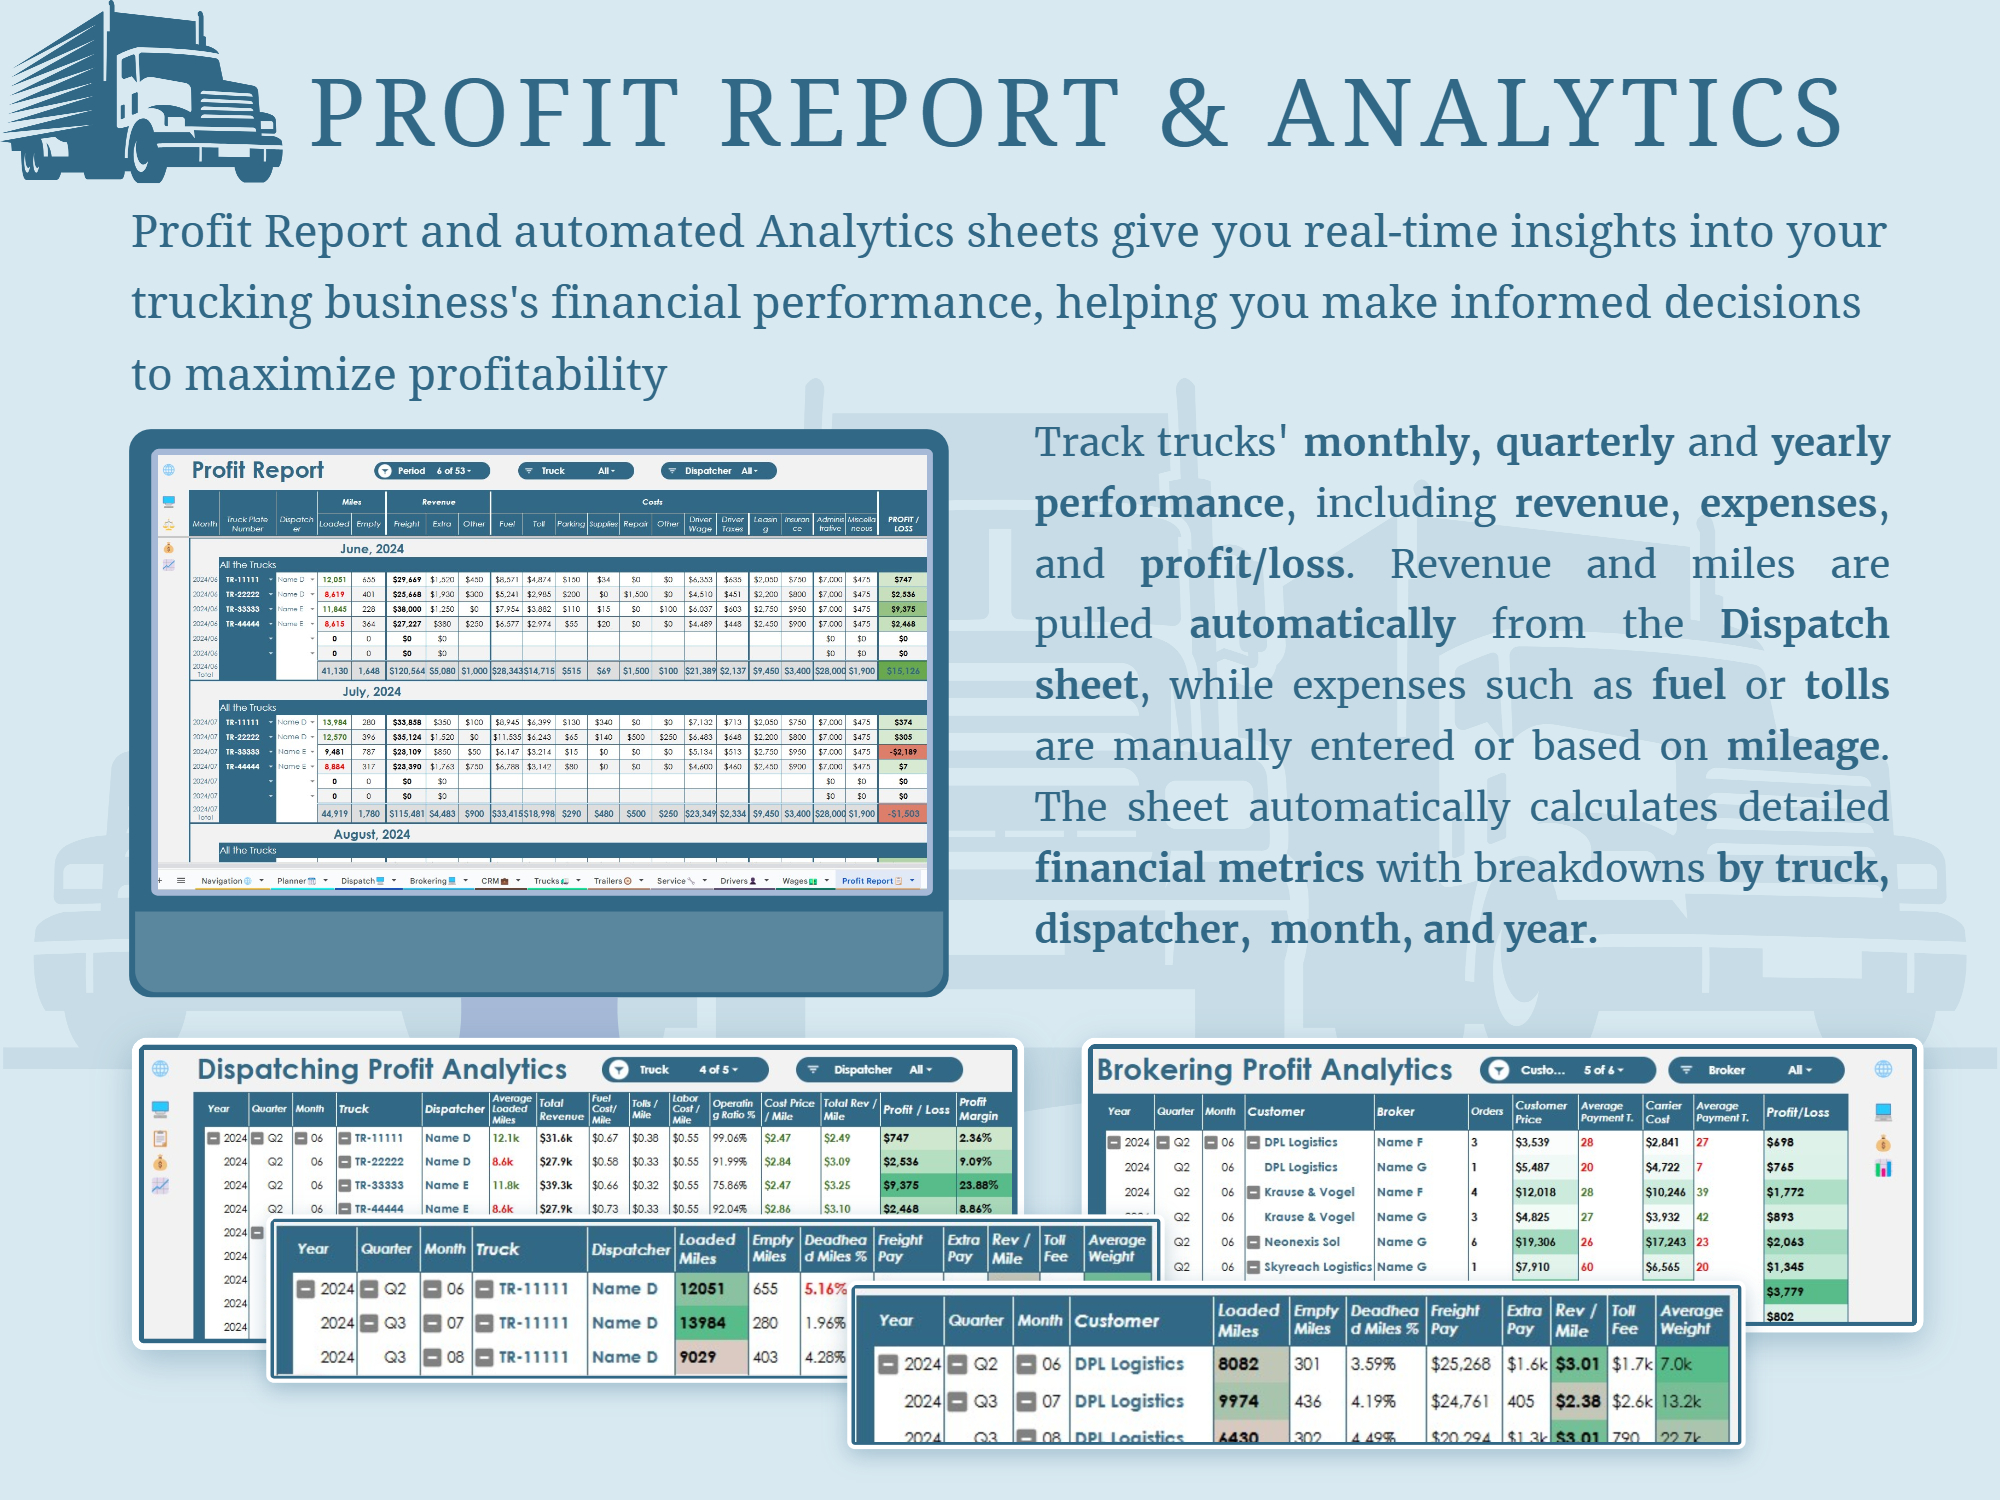 PROFIT REPORT & ANALYTICS
Profit Report and automated Analytics sheets give you real-time insights into your
trucking business's financial performance, helping you make informed decisions
to maximize profitability
Track trucks' monthly, quarterly and yearly
performance, including revenue, expenses,
and profit/loss. Revenue and miles are
pulled automatically from the Dispatch
sheet, while expenses such as fuel or tolls
are manually entered or based on mileage.
The sheet automatically calculates detailed
financial metrics with breakdowns by truck,
dispatcher, month, and year.
Profit Report Period 6 of 53 Truck All Dispatcher All
Miles Revenue Costs
Month Truck Plate Number Dispatcher Loaded Empty Freight Extra Other Fuel Toll Parking Supplies Repair Other Driver Wage Driver Taxes Leasing Insurance Administrative Miscellaneous PROFIT / LOSS
June, 2024
All the Trucks
2024/06 TR-11111 Name D 12,051 655 $29,669 $1,520 $450 $8,571 $4,874 $150 $34 $0 $0 $6,353 $635 $2,050 $750 $7,000 $475 $747
2024/06 TR-22222 Name D 8,619 401 $25,668 $1,930 $300 $5,241 $2,985 $200 $0 $1,500 $0 $4,510 $451 $2,200 $800 $7,000 $475 $2,536
2024/06 TR-33333 Name E 11,845 228 $38,000 $1,250 $0 $7,954 $3,882 $110 $15 $0 $100 $6,037 $603 $2,750 $950 $7,000 $475 $9,375
2024/06 TR-44444 Name E 8,615 364 $27,227 $380 $250 $6,577 $2,974 $55 $20 $0 $0 $4,489 $448 $2,450 $900 $7,000 $475 $2,468
2024/06 0 0 $0 $0 $0 $0 $0
2024/06 0 0 $0 $0 $0 $0 $0
2024/06 Total 41,130 1,648 $120,564 $5,080 $1,000 $28,343 $14,715 $515 $69 $1,500 $100 $21,389 $2,137 $9,450 $3,400 $28,000 $1,900 $15,126
July, 2024
All the Trucks
2024/07 TR-11111 Name D 13,984 280 $33,858 $350 $100 $8,945 $6,399 $130 $340 $0 $0 $7,132 $713 $2,050 $750 $7,000 $475 $374
2024/07 TR-22222 Name D 12,570 396 $35,124 $1,520 $0 $11,535 $6,243 $65 $140 $500 $250 $6,483 $648 $2,200 $800 $7,000 $475 $305
2024/07 TR-33333 Name E 9,481 787 $23,109 $850 $50 $6,147 $3,214 $15 $0 $0 $0 $5,134 $513 $2,750 $950 $7,000 $475 -$2,189
2024/07 TR-44444 Name E 8,884 317 $23,390 $1,763 $750 $6,788 $3,142 $80 $0 $0 $0 $4,600 $460 $2,450 $900 $7,000 $475 $7
2024/07 0 0 $0 $0 $0 $0 $0
2024/07 0 0 $0 $0 $0 $0 $0
2024/07 Total 44,919 1,780 $115,481 $4,483 $900 $33,415 $18,998 $290 $480 $500 $250 $23,349 $2,334 $9,450 $3,400 $28,000 $1,900 -$1,503
August, 2024
All the Trucks
Navigation Planner Dispatch Brokering CRM Trucks Trailers Service Drivers Wages Profit Report
Dispatching Profit Analytics Truck 4 of 5 Dispatcher All
Year Quarter Month Truck Dispatcher Average Loaded Miles Total Revenue Fuel Cost/ Mile Tolls / Mile Labor Cost / Mile Operating Ratio % Cost Price / Mile Total Rev / Mile Profit / Loss Profit Margin
2024 Q2 06 TR-11111 Name D 12.1k $31.6k $0.67 $0.38 $0.55 99.06% $2.47 $2.49 $747 2.36%
2024 Q2 06 TR-22222 Name D 8.6k $27.9k $0.58 $0.33 $0.55 91.99% $2.84 $3.09 $2,536 9.09%
2024 Q2 06 TR-33333 Name E 11.8k $39.3k $0.66 $0.32 $0.55 75.86% $2.47 $3.25 $9,375 23.88%
2024 Q2 06 TR-44444 Name E 8.6k $27.9k $0.73 $0.33 $0.55 92.04% $2.86 $3.10 $2,468 8.86%
2024
2024
2024
2024
2024
Brokering Profit Analytics Custo... 5 of 6 Broker All
Year Quarter Month Customer Broker Orders Customer Price Average Payment T. Carrier Cost Average Payment T. Profit/Loss
2024 Q2 06 DPL Logistics Name F 3 $3,539 28 $2,841 27 $698
2024 Q2 06 DPL Logistics Name G 1 $5,487 20 $4,722 7 $765
2024 Q2 06 Krause & Vogel Name F 4 $12,018 28 $10,246 39 $1,772
Q2 06 Krause & Vogel Name G 3 $4,825 27 $3,932 42 $893
Q2 06 Neonexis Sol Name G 6 $19,306 26 $17,243 23 $2,063
Q2 06 Skyreach Logistics Name G 1 $7,910 60 $6,565 20 $1,345
$3,779
$802
Year Quarter Month Truck Dispatcher Loaded Miles Empty Miles Deadhead Miles % Freight Pay Extra Pay Rev / Mile Toll Fee Average Weight
2024 Q2 06 TR-11111 Name D 12051 655 5.16%
2024 Q3 07 TR-11111 Name D 13984 280 1.96%
2024 Q3 08 TR-11111 Name D 9029 403 4.28%
Year Quarter Month Customer Loaded Miles Empty Miles Deadhead Miles % Freight Pay Extra Pay Rev / Mile Toll Fee Average Weight
2024 Q2 06 DPL Logistics 8082 301 3.59% $25,268 $1.6k $3.01 $1.7k 7.0k
2024 Q3 07 DPL Logistics 9974 436 4.19% $24,761 405 $2.38 $2.6k 13.2k
2024 Q3 08 DPL Logistics 6430 302 4.49% $20,294 $1.3k $3.01 790 22.7k